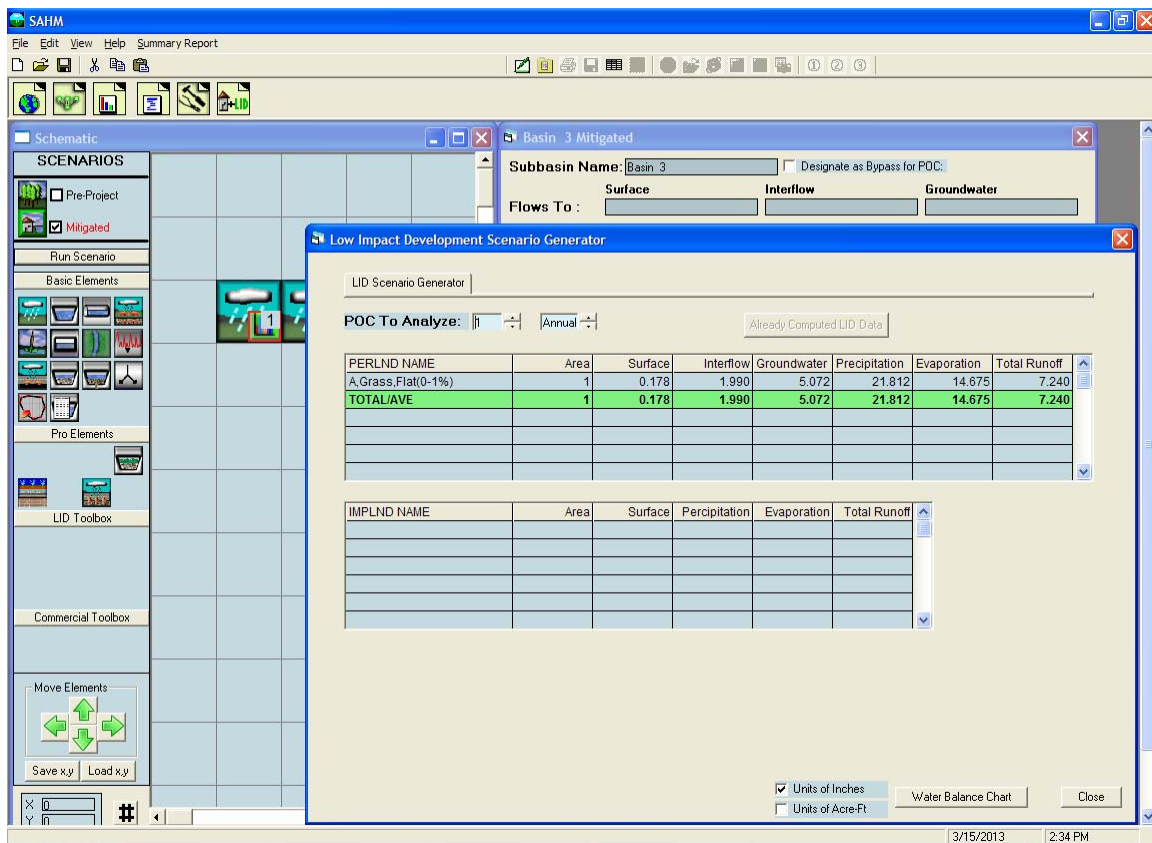 SAHM
File Edit View Help Summary Report
Schematic
SCENARIOS
Pre-Project
Mitigated
Run Scenario
Basic Elements
Pro Elements
LID Toolbox
Commercial Toolbox
Move Elements
Save x,y Load x,y
X 0
Y 0
#
+LID
1 2 3
1
Basin 3 Mitigated
Subbasin Name: Basin 3 Designate as Bypass for POC:
Surface Interflow Groundwater
Flows To :
Low Impact Development Scenario Generator
LID Scenario Generator
POC To Analyze: 1 Annual Already Computed LID Data
PERLND NAME Area Surface Interflow Groundwater Precipitation Evaporation Total Runoff
A,Grass,Flat(0-1%) 1 0.178 1.990 5.072 21.812 14.675 7.240
TOTAL/AVE 1 0.178 1.990 5.072 21.812 14.675 7.240
IMPLND NAME Area Surface Percipitation Evaporation Total Runoff
Units of Inches
Units of Acre-Ft
Water Balance Chart Close
3/15/2013 2:34 PM